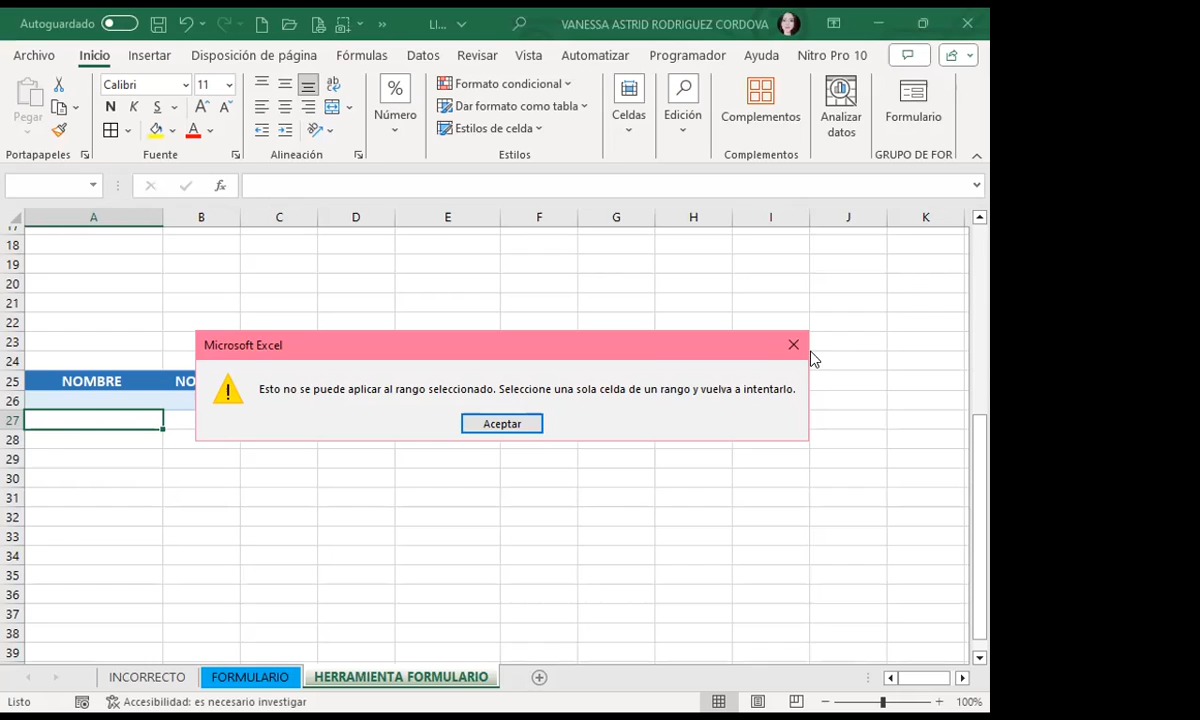 Autoguardado
LI...
VANESSA ASTRID RODRIGUEZ CORDOVA
Archivo Inicio Insertar Disposición de página Fórmulas Datos Revisar Vista Automatizar Programador Ayuda Nitro Pro 10
Pegar
Calibri 11
N K S
Número
Formato condicional
Dar formato como tabla
Estilos de celda
Celdas
Edición
Complementos
Analizar datos
Formulario
Portapapeles Fuente Alineación Estilos Complementos GRUPO DE FOR
fx
A B C D E F G H I J K
18
19
20
21
22
23
24
25 NOMBRE NO
26
27
28
29
30
31
32
33
34
35
36
37
38
39
Microsoft Excel
Esto no se puede aplicar al rango seleccionado. Seleccione una sola celda de un rango y vuelva a intentarlo.
Aceptar
INCORRECTO FORMULARIO HERRAMIENTA FORMULARIO
Listo Accesibilidad: es necesario investigar 100%